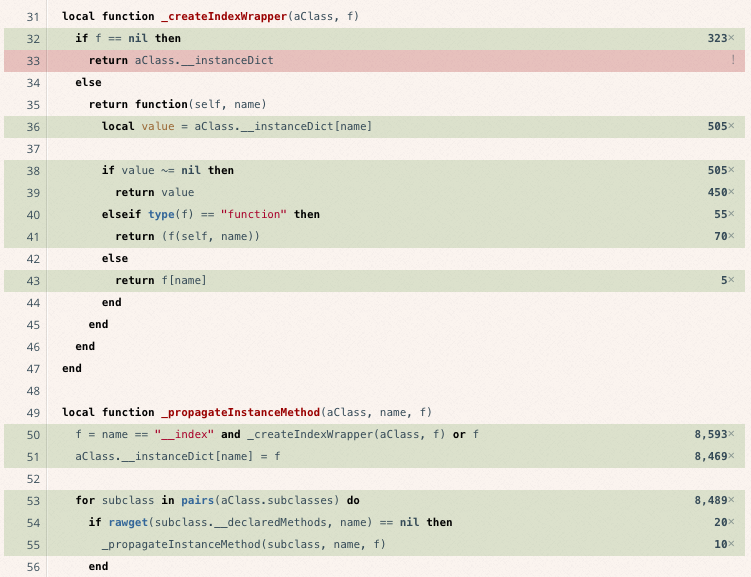 31 local function _createIndexWrapper(aClass, f)
32 if f == nil then 323×
33 return aClass.__instanceDict !
34 else
35 return function(self, name)
36 local value = aClass.__instanceDict[name] 505×
37
38 if value ~= nil then 505×
39 return value 450×
40 elseif type(f) == "function" then 55×
41 return (f(self, name)) 70×
42 else
43 return f[name] 5×
44 end
45 end
46 end
47 end
48
49 local function _propagateInstanceMethod(aClass, name, f)
50 f = name == "__index" and _createIndexWrapper(aClass, f) or f 8,593×
51 aClass.__instanceDict[name] = f 8,469×
52
53 for subclass in pairs(aClass.subclasses) do 8,489×
54 if rawget(subclass.__declaredMethods, name) == nil then 20×
55 _propagateInstanceMethod(subclass, name, f) 10×
56 end